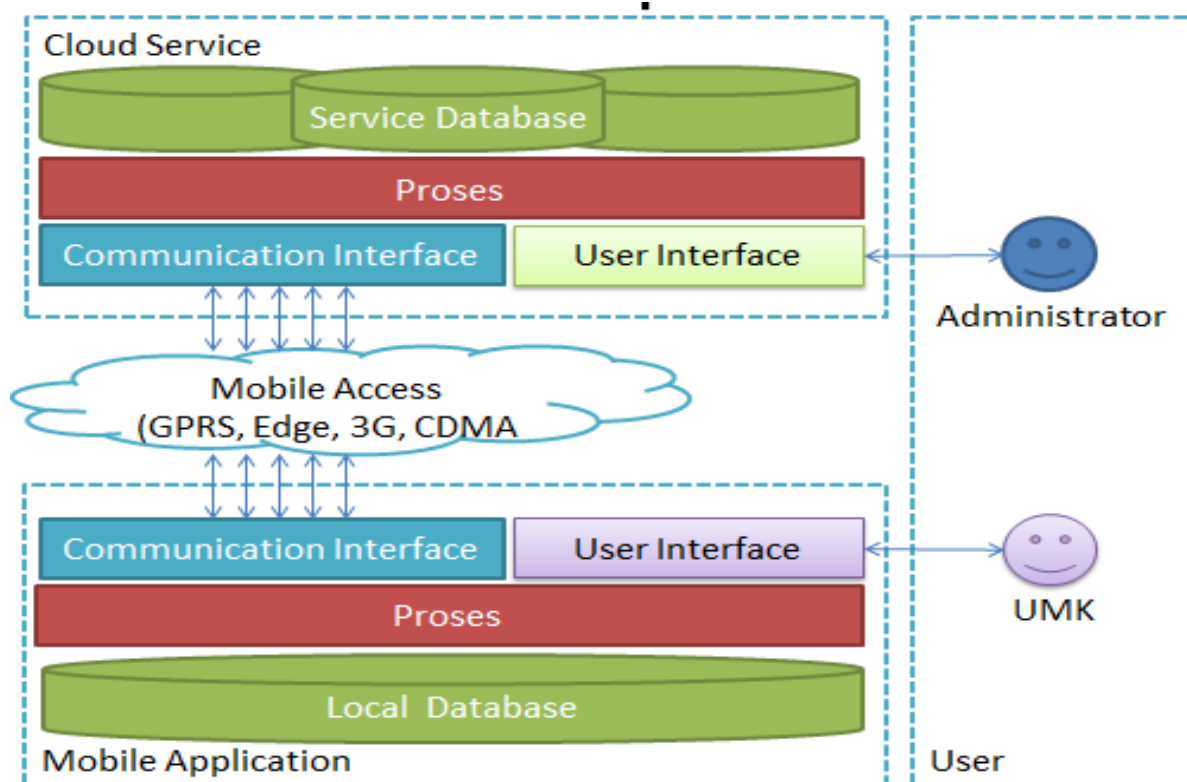 Cloud Service
Service Database
Proses
Communication Interface
User Interface
Administrator
Mobile Access
(GPRS, Edge, 3G, CDMA
Communication Interface
User Interface
UMK
Proses
Local Database
Mobile Application
User